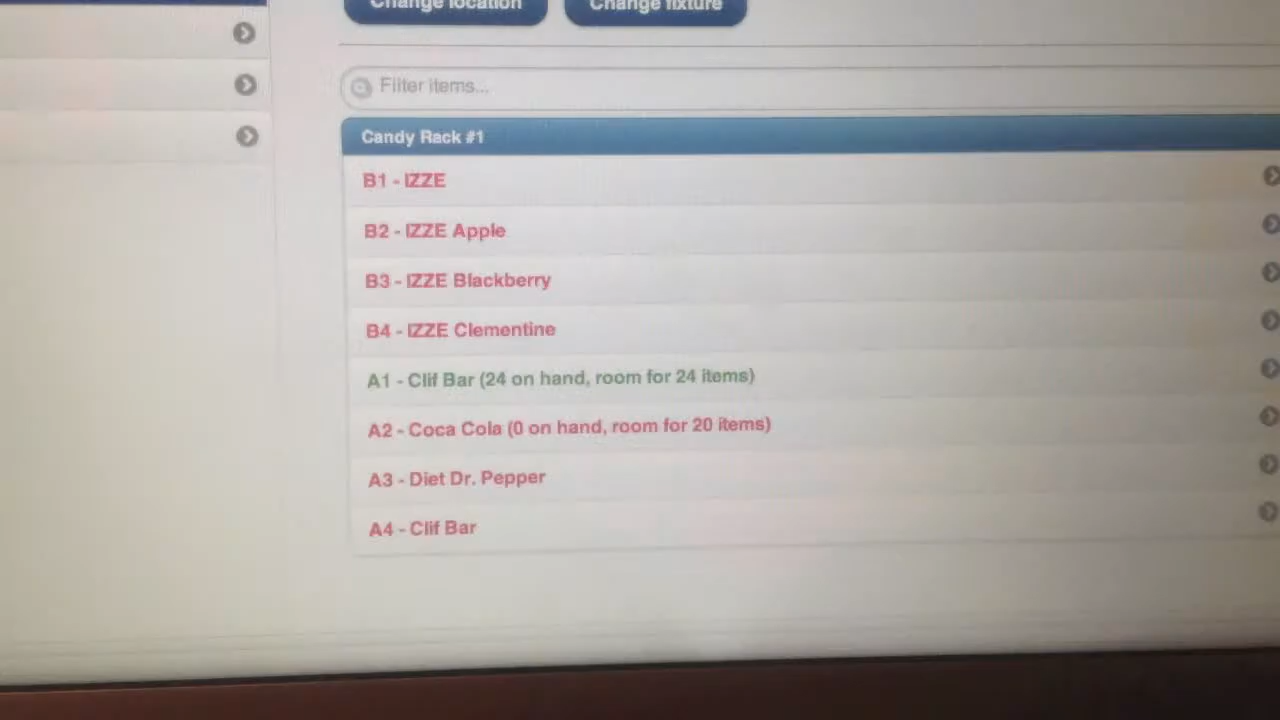 Change location Change fixture
Filter items...
Candy Rack #1
B1 - IZZE
B2 - IZZE Apple
B3 - IZZE Blackberry
B4 - IZZE Clementine
A1 - Clif Bar (24 on hand, room for 24 items)
A2 - Coca Cola (0 on hand, room for 20 items)
A3 - Diet Dr. Pepper
A4 - Clif Bar